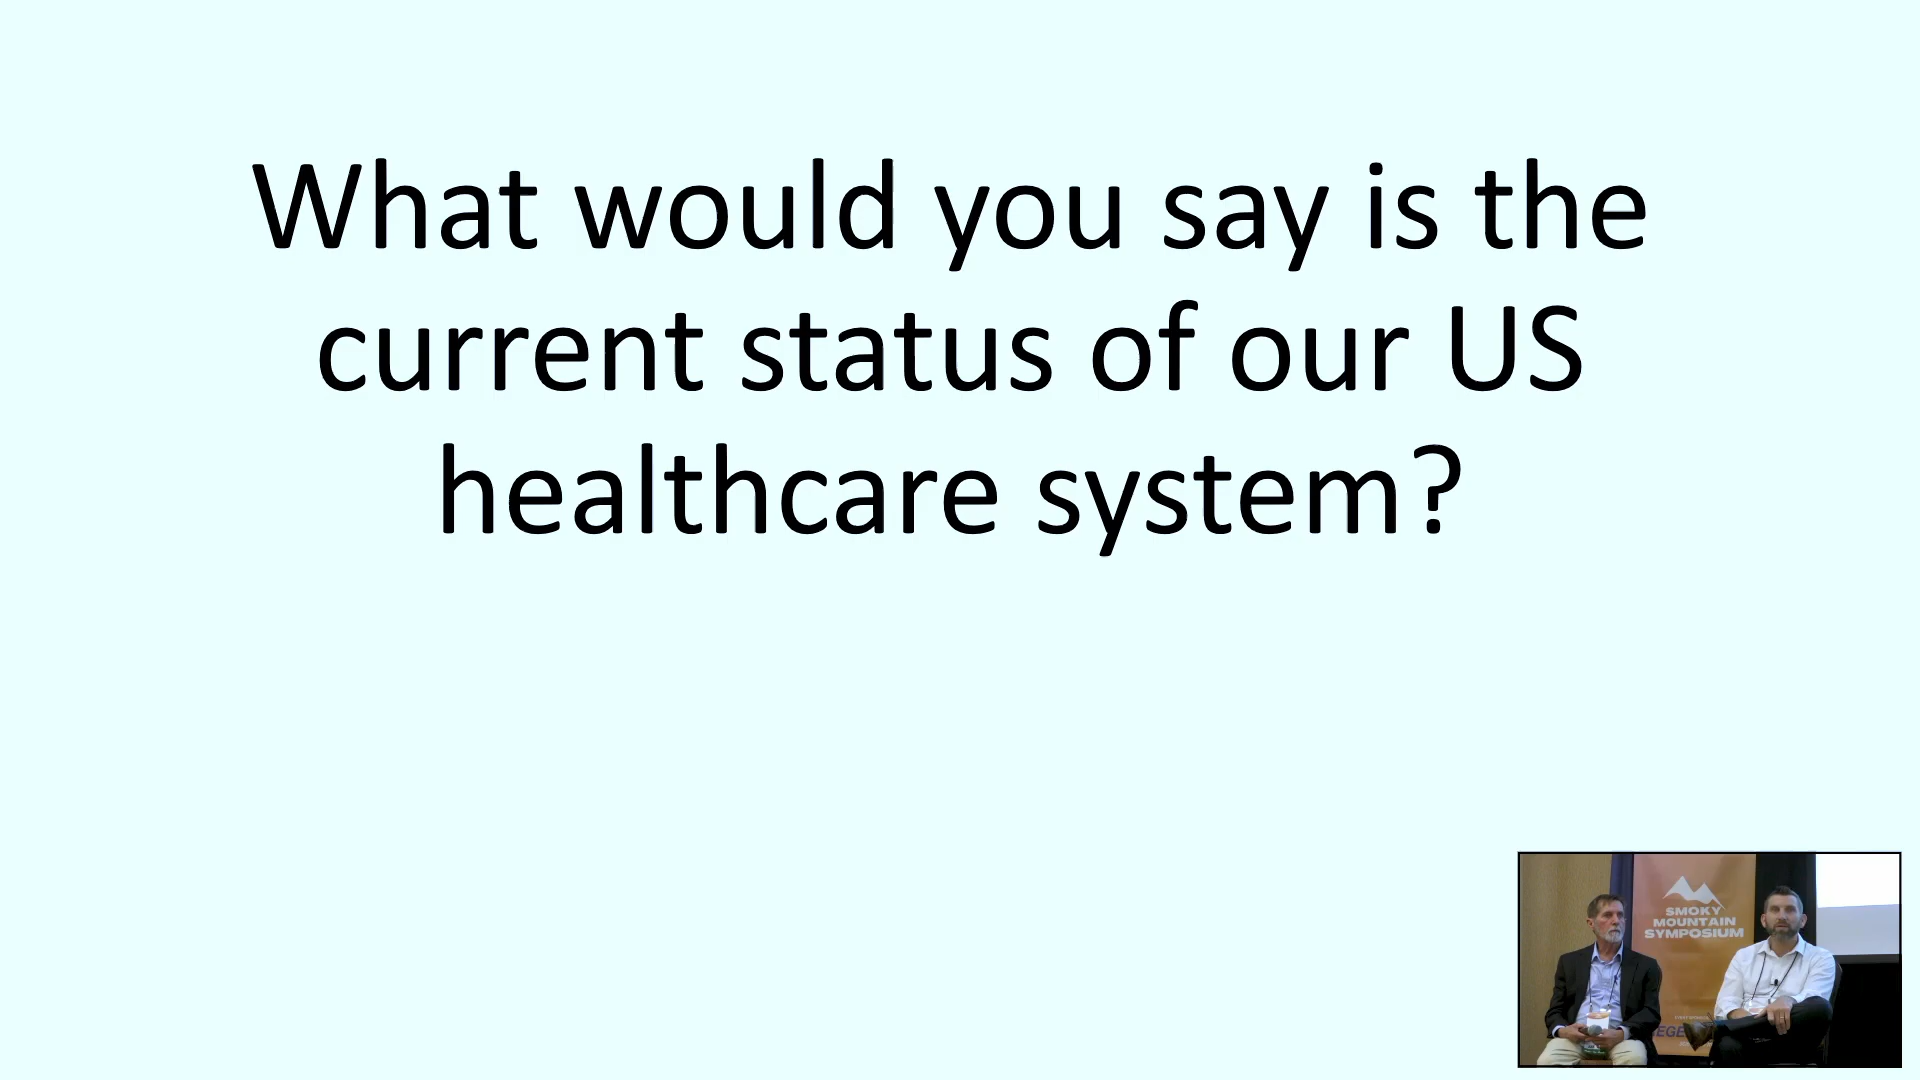 What would you say is the
current status of our US
healthcare system?
SMOKY
MOUNTAIN
SYMPOSIUM